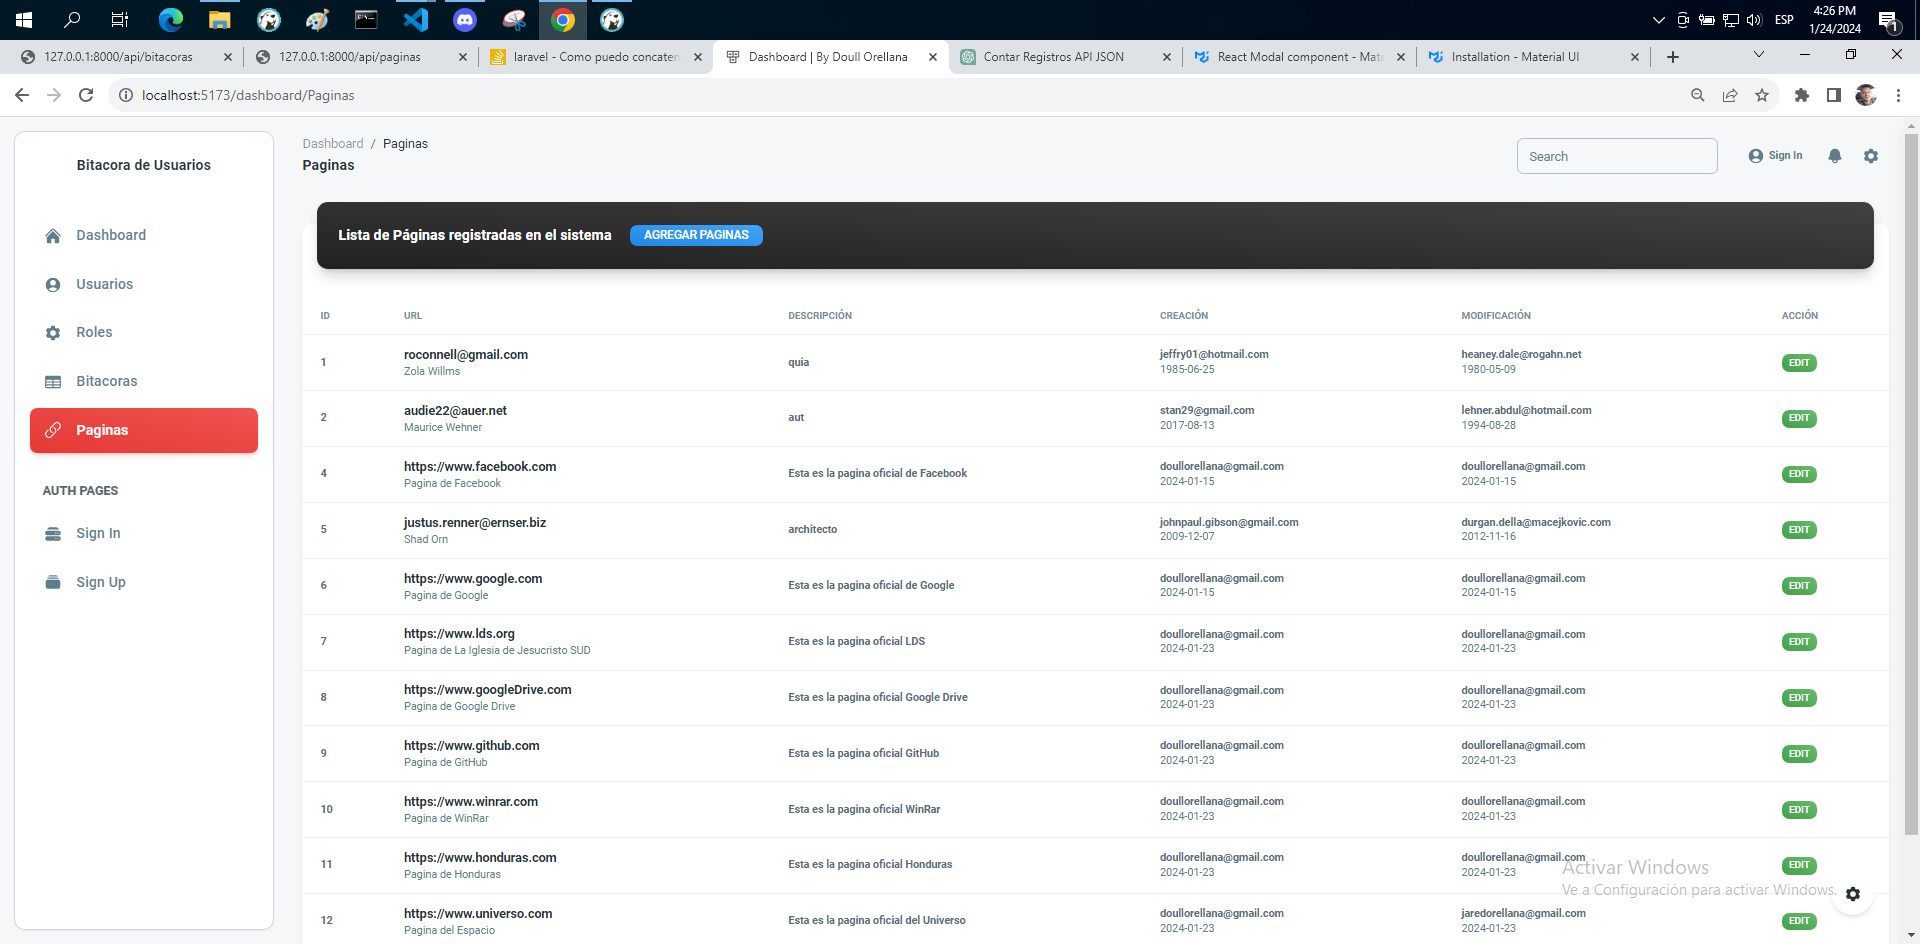 ESP
4:26 PM
1/24/2024
1
127.0.0.1:8000/api/bitacoras
127.0.0.1:8000/api/paginas
laravel - Como puedo concaten
Dashboard | By Doull Orellana
Contar Registros API JSON
React Modal component - Mate
Installation - Material UI
localhost:5173/dashboard/Paginas
Bitacora de Usuarios
Dashboard
Usuarios
Roles
Bitacoras
Paginas
AUTH PAGES
Sign In
Sign Up
Dashboard / Paginas
Paginas
Search
Sign In
Lista de Páginas registradas en el sistema AGREGAR PAGINAS
ID URL DESCRIPCIÓN CREACIÓN MODIFICACIÓN ACCIÓN
1 roconnell@gmail.com quia jeffry01@hotmail.com heaney.dale@rogahn.net EDIT
Zola Willms 1985-06-25 1980-05-09
2 audie22@auer.net aut stan29@gmail.com lehner.abdul@hotmail.com EDIT
Maurice Wehner 2017-08-13 1994-08-28
4 https://www.facebook.com Esta es la pagina oficial de Facebook doullorellana@gmail.com doullorellana@gmail.com EDIT
Pagina de Facebook 2024-01-15 2024-01-15
5 justus.renner@ernser.biz architecto johnpaul.gibson@gmail.com durgan.della@macejkovic.com EDIT
Shad Orn 2009-12-07 2012-11-16
6 https://www.google.com Esta es la pagina oficial de Google doullorellana@gmail.com doullorellana@gmail.com EDIT
Pagina de Google 2024-01-15 2024-01-15
7 https://www.lds.org Esta es la pagina oficial LDS doullorellana@gmail.com doullorellana@gmail.com EDIT
Pagina de La Iglesia de Jesucristo SUD 2024-01-23 2024-01-23
8 https://www.googleDrive.com Esta es la pagina oficial Google Drive doullorellana@gmail.com doullorellana@gmail.com EDIT
Pagina de Google Drive 2024-01-23 2024-01-23
9 https://www.github.com Esta es la pagina oficial GitHub doullorellana@gmail.com doullorellana@gmail.com EDIT
Pagina de GitHub 2024-01-23 2024-01-23
10 https://www.winrar.com Esta es la pagina oficial WinRar doullorellana@gmail.com doullorellana@gmail.com EDIT
Pagina de WinRar 2024-01-23 2024-01-23
11 https://www.honduras.com Esta es la pagina oficial Honduras doullorellana@gmail.com doullorellana@gmail.com EDIT
Pagina de Honduras 2024-01-23 2024-01-23
12 https://www.universo.com Esta es la pagina oficial del Universo doullorellana@gmail.com jaredorellana@gmail.com EDIT
Pagina del Espacio 2024-01-23 2024-01-23
Activar Windows
Ve a Configuración para activar Windows.